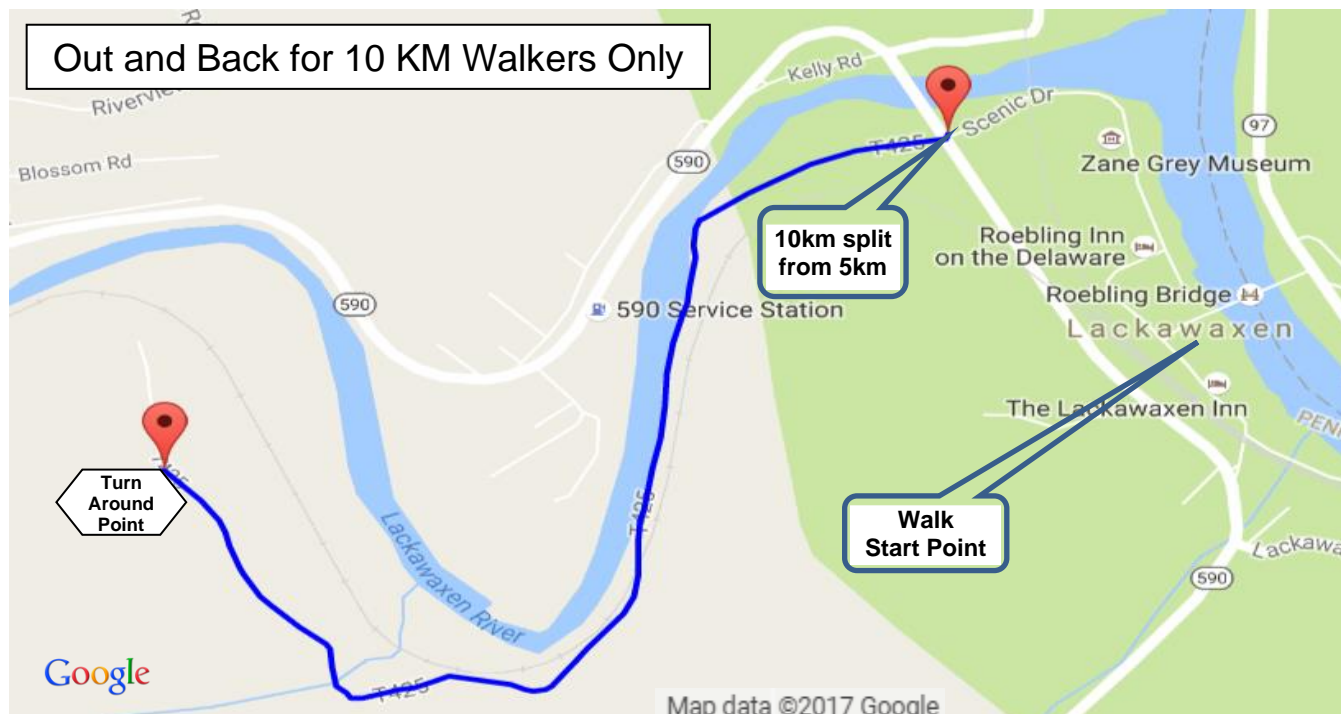 Out and Back for 10 KM Walkers Only
Kelly Rd
Scenic Dr
T425
590
97
Blossom Rd
Zane Grey Museum
10km split
from 5km
Roebling Inn
on the Delaware
590
590 Service Station
Roebling Bridge
Lackawaxen
The Lackawaxen Inn
T425
Turn
Around
Point
T425
Lackawaxen River
Walk
Start Point
590
T425
Google
Map data ©2017 Google